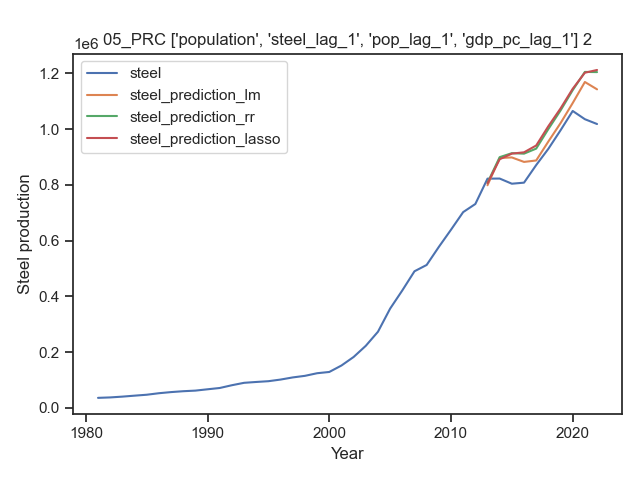 05_PRC ['population', 'steel_lag_1', 'pop_lag_1', 'gdp_pc_lag_1'] 2
1e6
steel
steel_prediction_lm
steel_prediction_rr
steel_prediction_lasso
1.2
1.0
0.8
0.6
0.4
0.2
0.0
Steel production
1980
1990
2000
2010
2020
Year